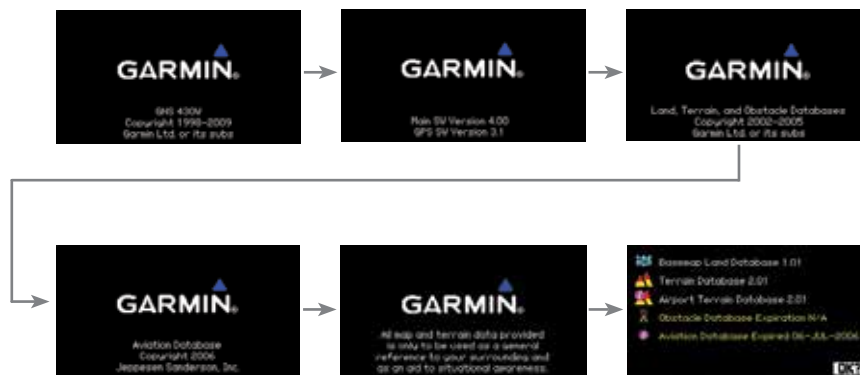 GARMIN®
GNS 430W
Copyright 1998-2009
Garmin Ltd. or its subs
GARMIN®
Main SW Version 4.00
GPS SW Version 3.1
GARMIN®
Land, Terrain, and Obstacle Databases
Copyright 2002-2005
Garmin Ltd. or its subs
GARMIN®
Aviation Database
Copyright 2006
Jeppesen Sanderson, Inc.
GARMIN®
All map and terrain data provided
is only to be used as a general
reference to your surrounding and
as an aid to situational awareness.
Basemap Land Database 1.01
Terrain Database 2.01
Airport Terrain Database 2.01
Obstacle Database Expiration N/A
Aviation Database Expired 06-JUL-2006
OK?